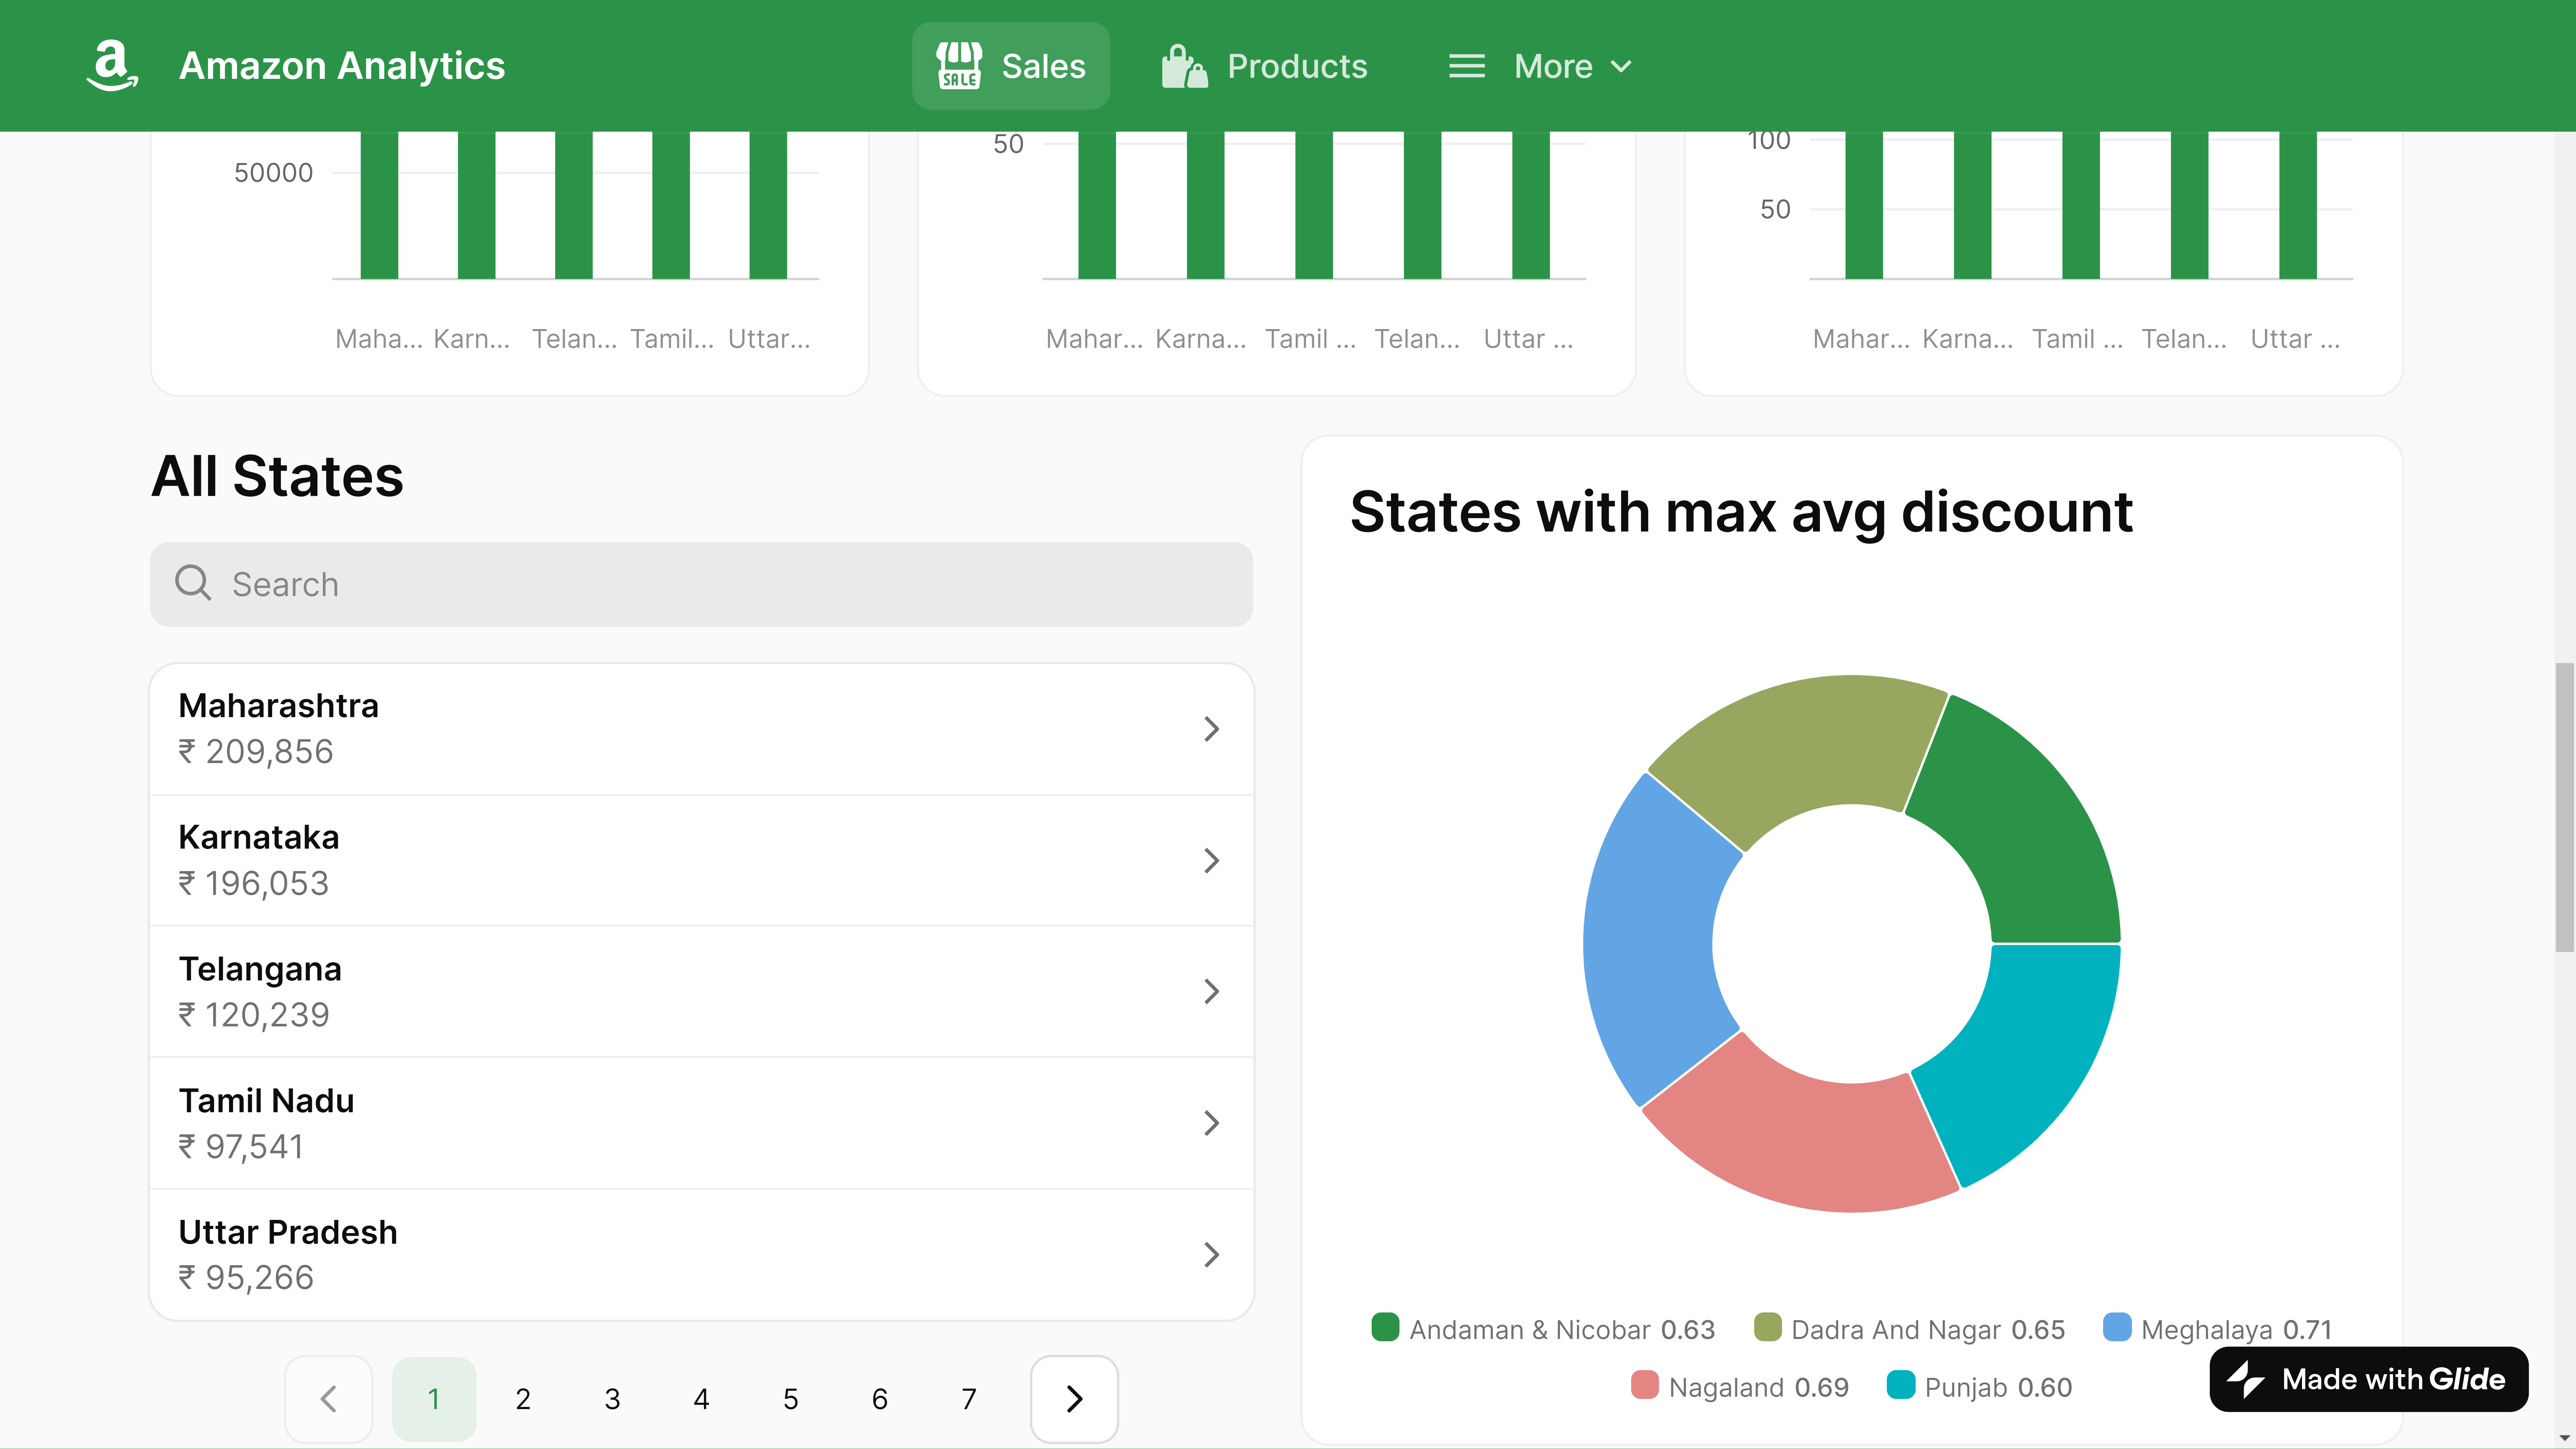 Amazon Analytics
SALE
Sales
Products
More
50000
Maha... Karn... Telan... Tamil... Uttar...
50
Mahar... Karna... Tamil ... Telan... Uttar ...
100
50
Mahar... Karna... Tamil ... Telan... Uttar ...
All States
Search
Maharashtra
₹ 209,856
Karnataka
₹ 196,053
Telangana
₹ 120,239
Tamil Nadu
₹ 97,541
Uttar Pradesh
₹ 95,266
1 2 3 4 5 6 7
States with max avg discount
Andaman & Nicobar 0.63 Dadra And Nagar 0.65 Meghalaya 0.71
Nagaland 0.69 Punjab 0.60
Made with Glide